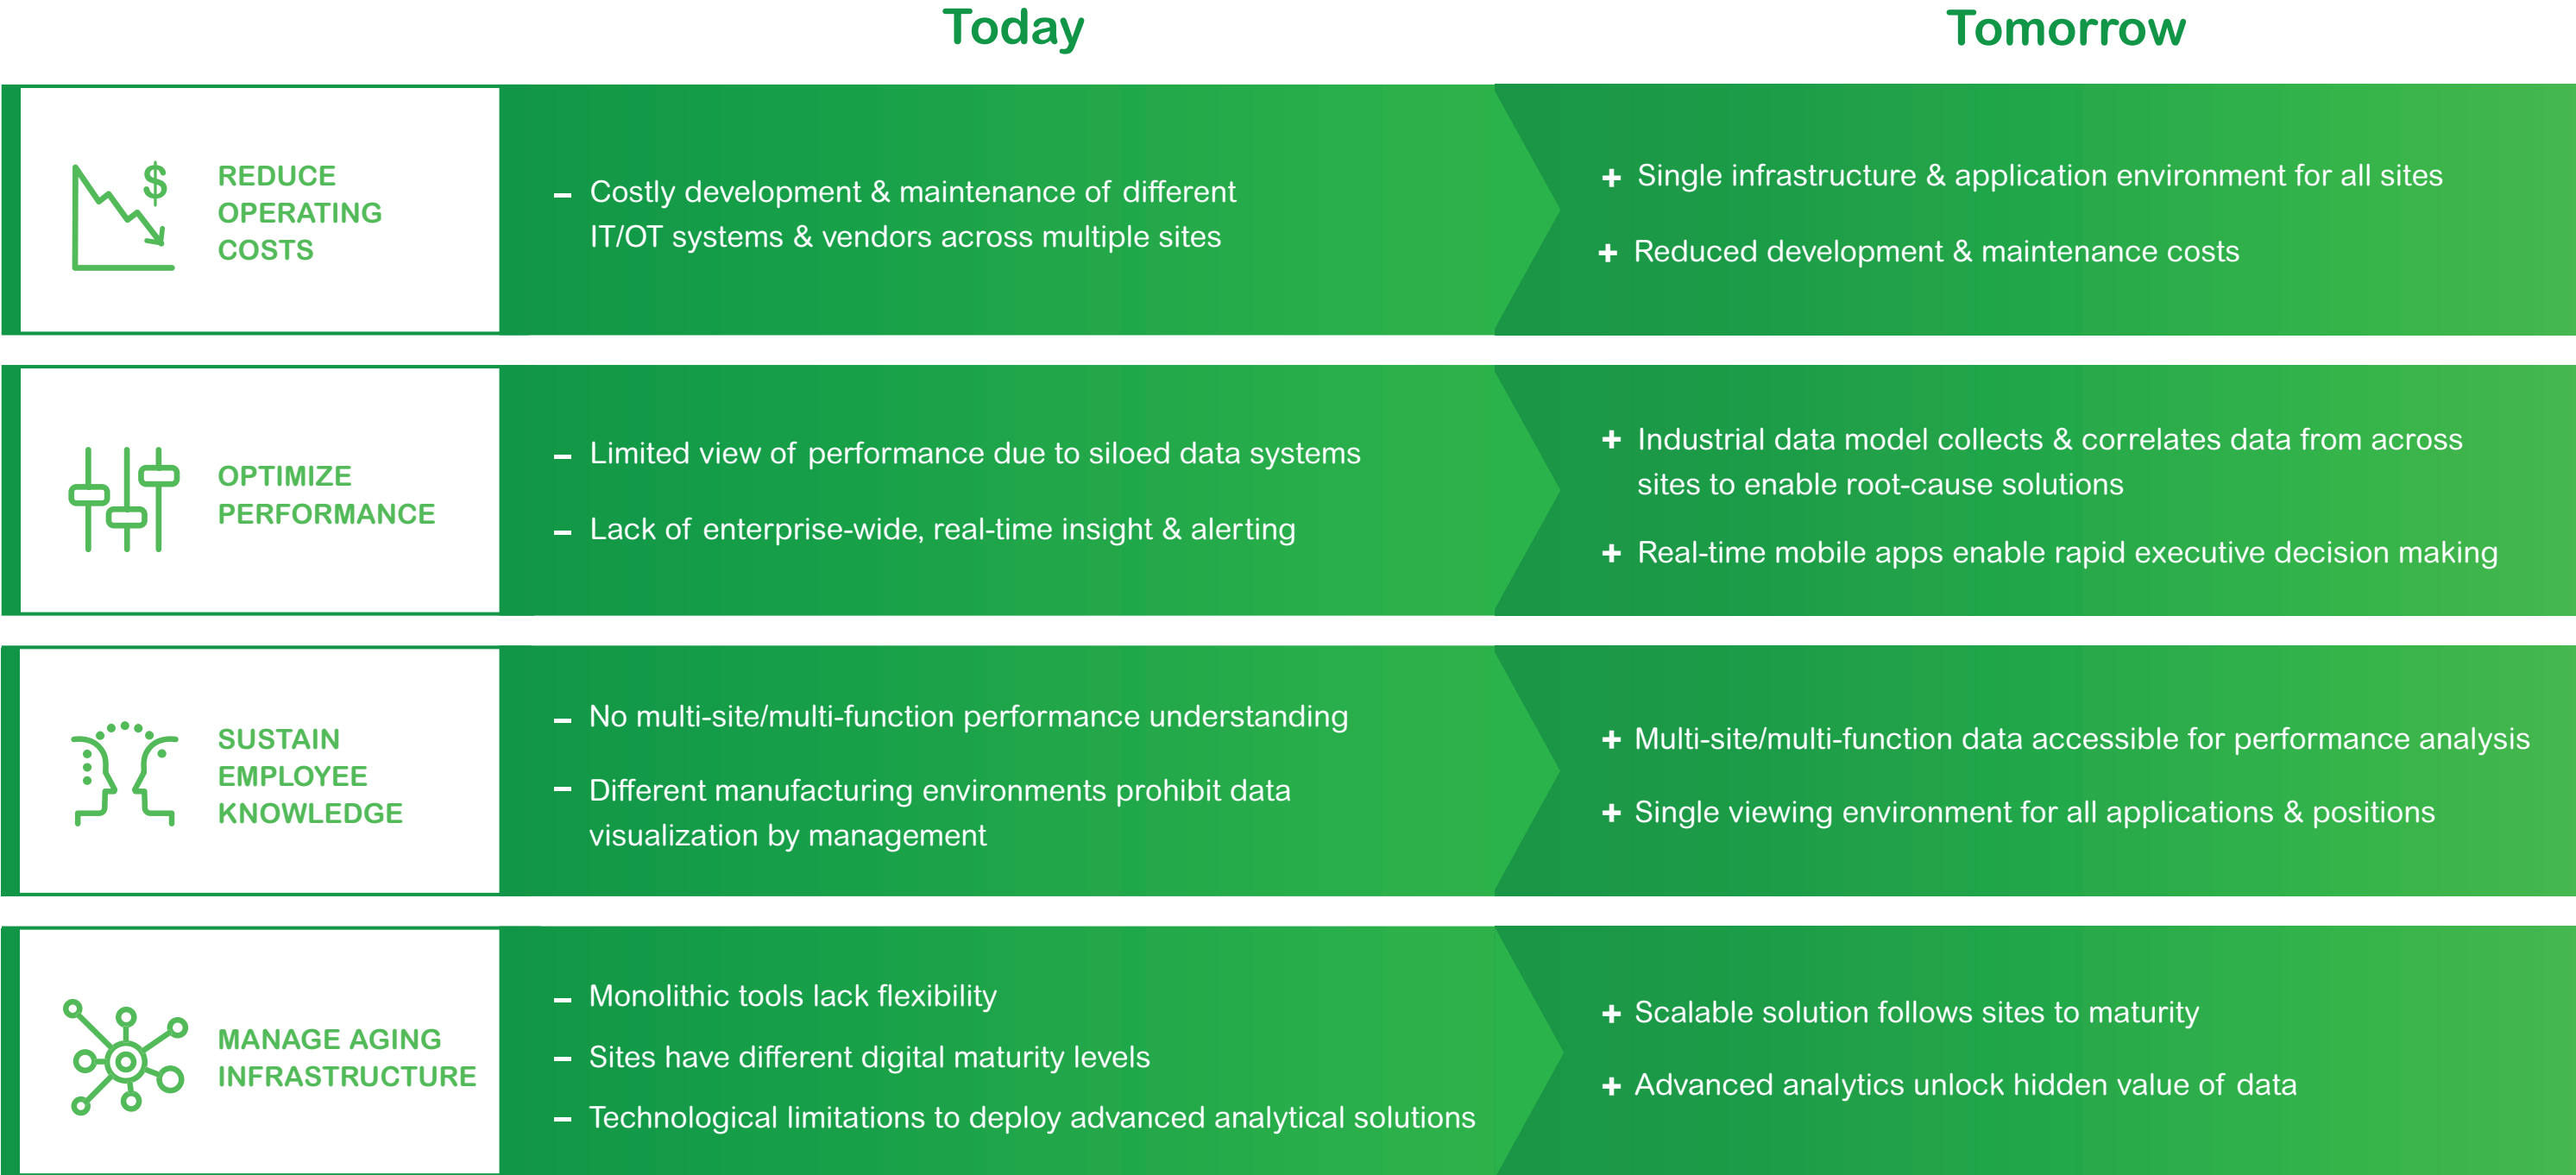 Today
Tomorrow
$
REDUCE
OPERATING
COSTS
– Costly development & maintenance of different
IT/OT systems & vendors across multiple sites
+ Single infrastructure & application environment for all sites
+ Reduced development & maintenance costs
OPTIMIZE
PERFORMANCE
– Limited view of performance due to siloed data systems
– Lack of enterprise-wide, real-time insight & alerting
+ Industrial data model collects & correlates data from across
sites to enable root-cause solutions
+ Real-time mobile apps enable rapid executive decision making
SUSTAIN
EMPLOYEE
KNOWLEDGE
– No multi-site/multi-function performance understanding
– Different manufacturing environments prohibit data
visualization by management
+ Multi-site/multi-function data accessible for performance analysis
+ Single viewing environment for all applications & positions
MANAGE AGING
INFRASTRUCTURE
– Monolithic tools lack flexibility
– Sites have different digital maturity levels
– Technological limitations to deploy advanced analytical solutions
+ Scalable solution follows sites to maturity
+ Advanced analytics unlock hidden value of data